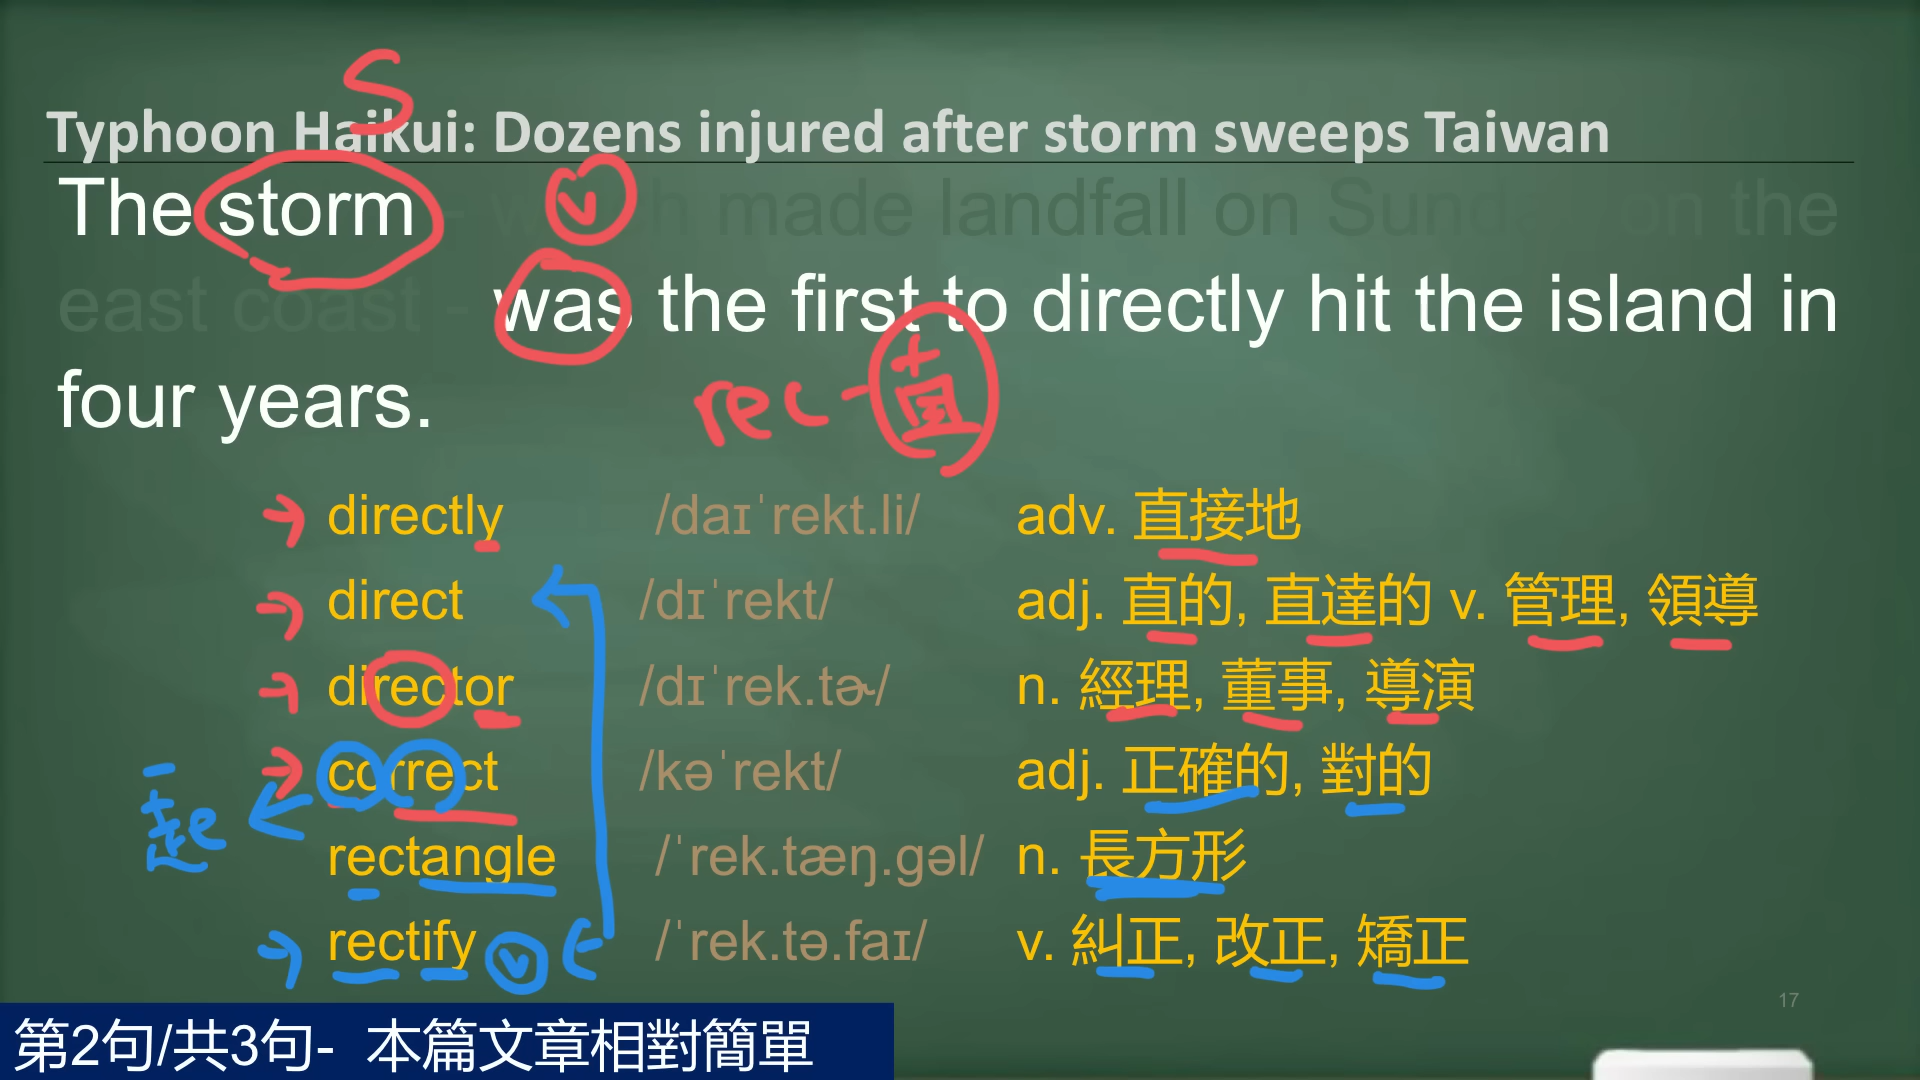 S
Typhoon Haikui: Dozens injured after storm sweeps Taiwan
The storm - which made landfall on Sunday on the
v
east coast - was the first to directly hit the island in
four years.
rec-直
directly /daɪˈrekt.li/ adv. 直接地
direct /dɪˈrekt/ adj. 直的, 直達的 v. 管理, 領導
director /dɪˈrek.tɚ/ n. 經理, 董事, 導演
correct /kəˈrekt/ adj. 正確的, 對的
一起
rectangle /ˈrek.tæŋ.gəl/ n. 長方形
rectify v /ˈrek.tə.faɪ/ v. 糾正, 改正, 矯正
17
第2句/共3句- 本篇文章相對簡單